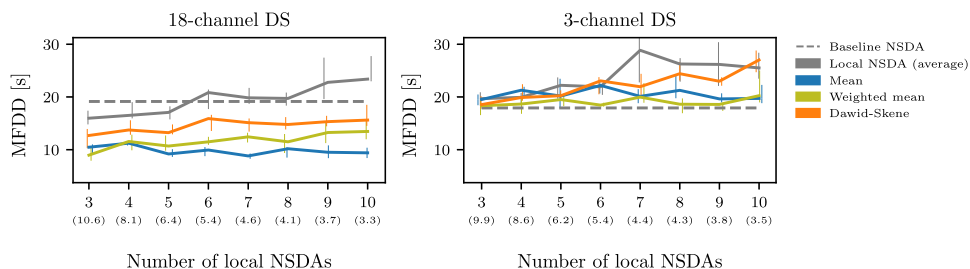 18-channel DS
3-channel DS
MFDD [s]
30
20
10
3 4 5 6 7 8 9 10
(10.6) (8.1) (6.4) (5.4) (4.6) (4.1) (3.7) (3.3)
Number of local NSDAs
MFDD [s]
30
20
10
3 4 5 6 7 8 9 10
(9.9) (8.6) (6.2) (5.4) (4.4) (4.3) (3.8) (3.5)
Number of local NSDAs
Baseline NSDA
Local NSDA (average)
Mean
Weighted mean
Dawid-Skene